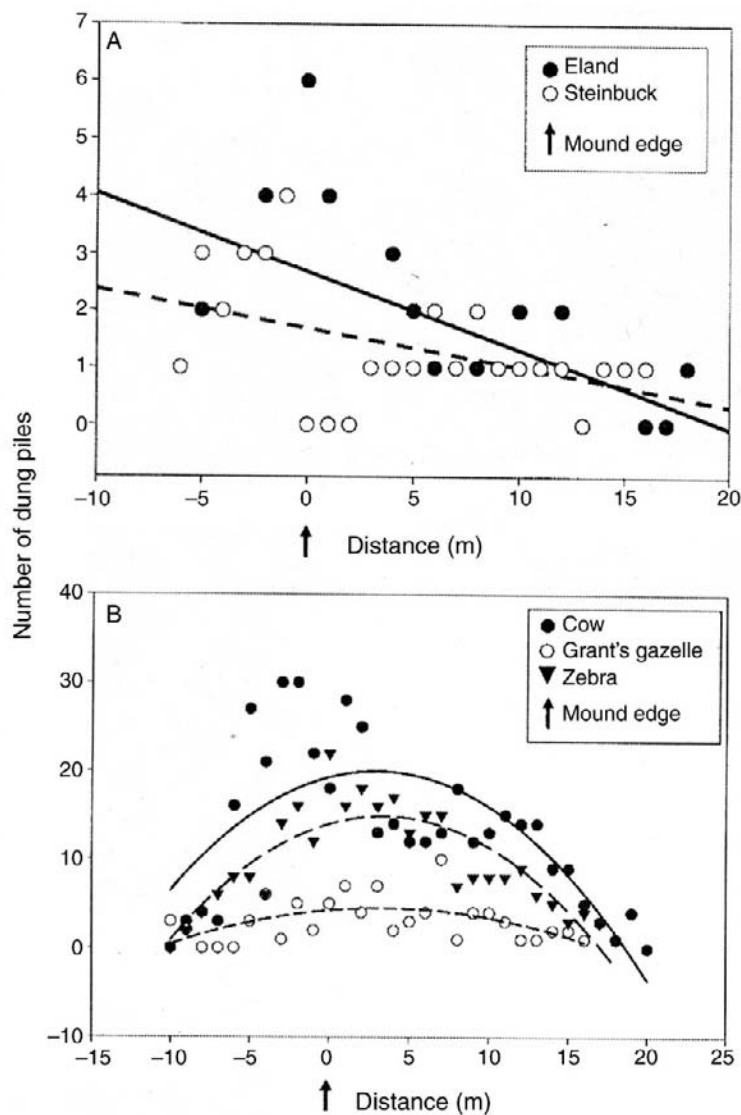 Number of dung piles
A
7
6
5
4
3
2
1
0
Eland
Steinbuck
Mound edge
−10
−5
0
5
10
15
20
Distance (m)
B
40
30
20
10
0
−10
Cow
Grant's gazelle
Zebra
Mound edge
−15
−10
−5
0
5
10
15
20
25
Distance (m)